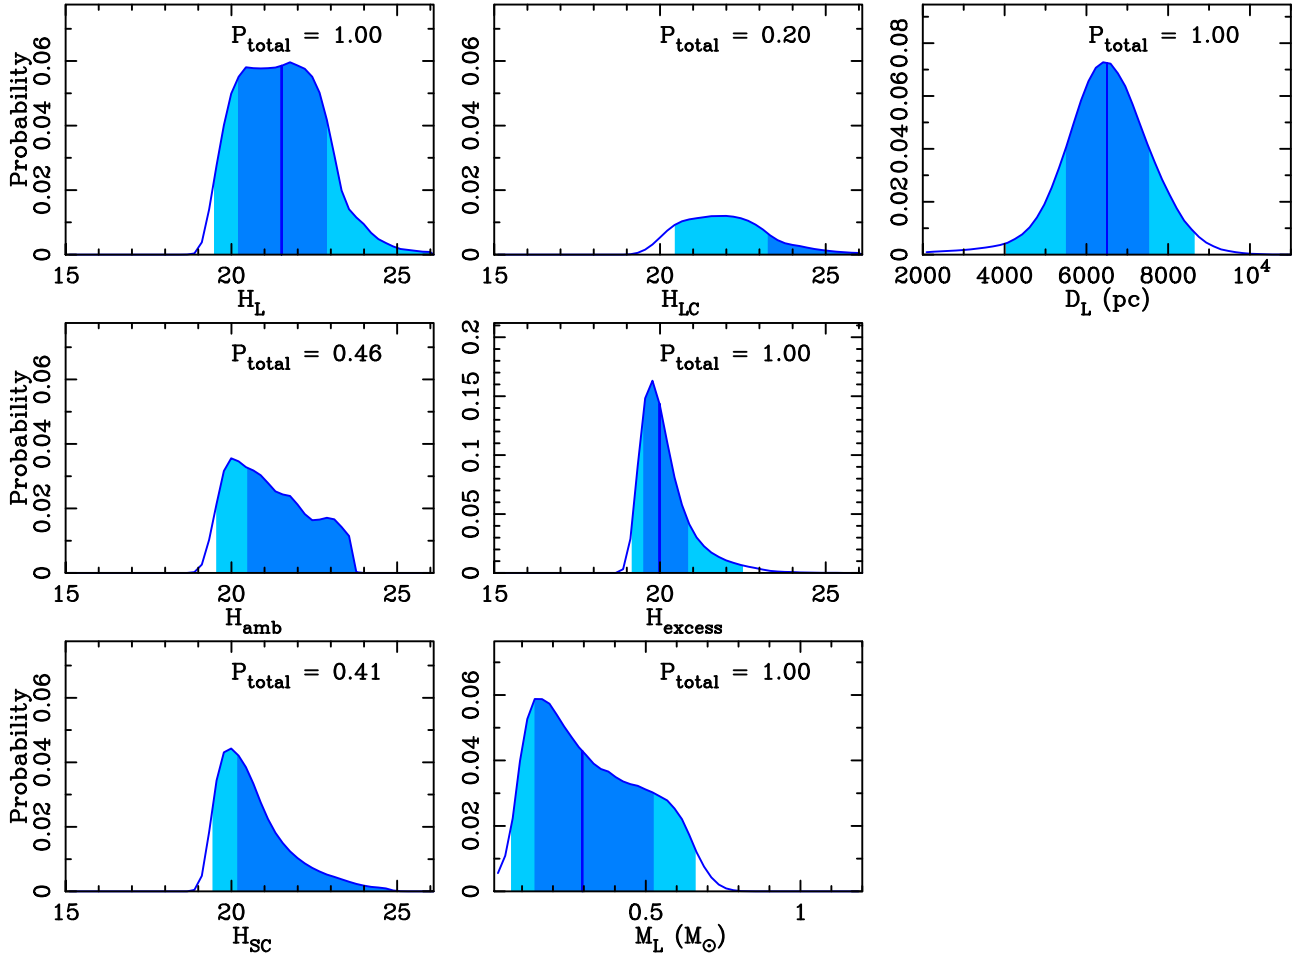 Probability
0 0.02 0.04 0.06
P_total = 1.00
15 20 25
H_L
P_total = 0.20
15 20 25
H_LC
0 0.02 0.04 0.06 0.08
P_total = 1.00
2000 4000 6000 8000 10^4
D_L (pc)
Probability
0 0.02 0.04 0.06
P_total = 0.46
15 20 25
H_amb
0 0.05 0.1 0.15 0.2
P_total = 1.00
15 20 25
H_excess
Probability
0 0.02 0.04 0.06
P_total = 0.41
15 20 25
H_SC
0 0.02 0.04 0.06
P_total = 1.00
0.5 1
M_L (M_⊙)